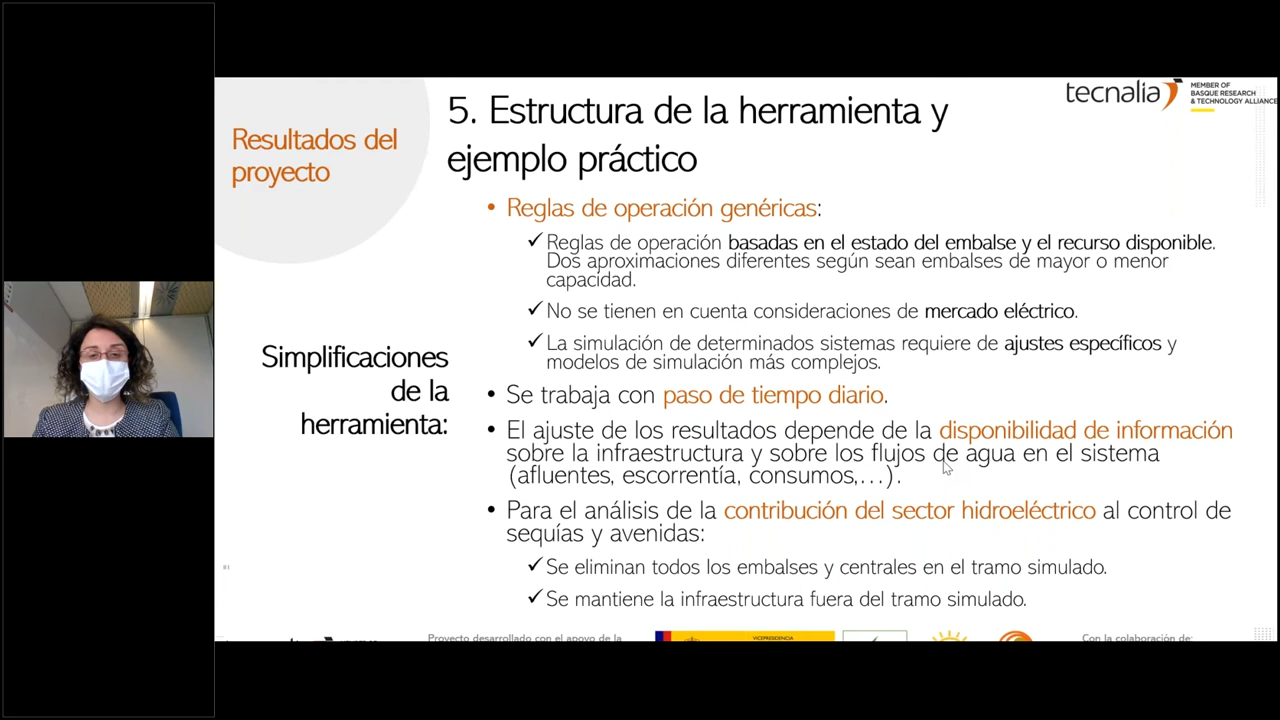 Resultados del
proyecto
5. Estructura de la herramienta y
ejemplo práctico
tecnalia
MEMBER OF
BASQUE RESEARCH
& TECHNOLOGY ALLIANCE
Simplificaciones
de la
herramienta:
• Reglas de operación genéricas:
✓ Reglas de operación basadas en el estado del embalse y el recurso disponible.
Dos aproximaciones diferentes según sean embalses de mayor o menor
capacidad.
✓ No se tienen en cuenta consideraciones de mercado eléctrico.
✓ La simulación de determinados sistemas requiere de ajustes específicos y
modelos de simulación más complejos.
• Se trabaja con paso de tiempo diario.
• El ajuste de los resultados depende de la disponibilidad de información
sobre la infraestructura y sobre los flujos de agua en el sistema
(afluentes, escorrentía, consumos,…).
• Para el análisis de la contribución del sector hidroeléctrico al control de
sequías y avenidas:
✓ Se eliminan todos los embalses y centrales en el tramo simulado.
✓ Se mantiene la infraestructura fuera del tramo simulado.
Proyecto desarrollado con el apoyo de la
VICEPRESIDENCIA
Con la colaboración de: